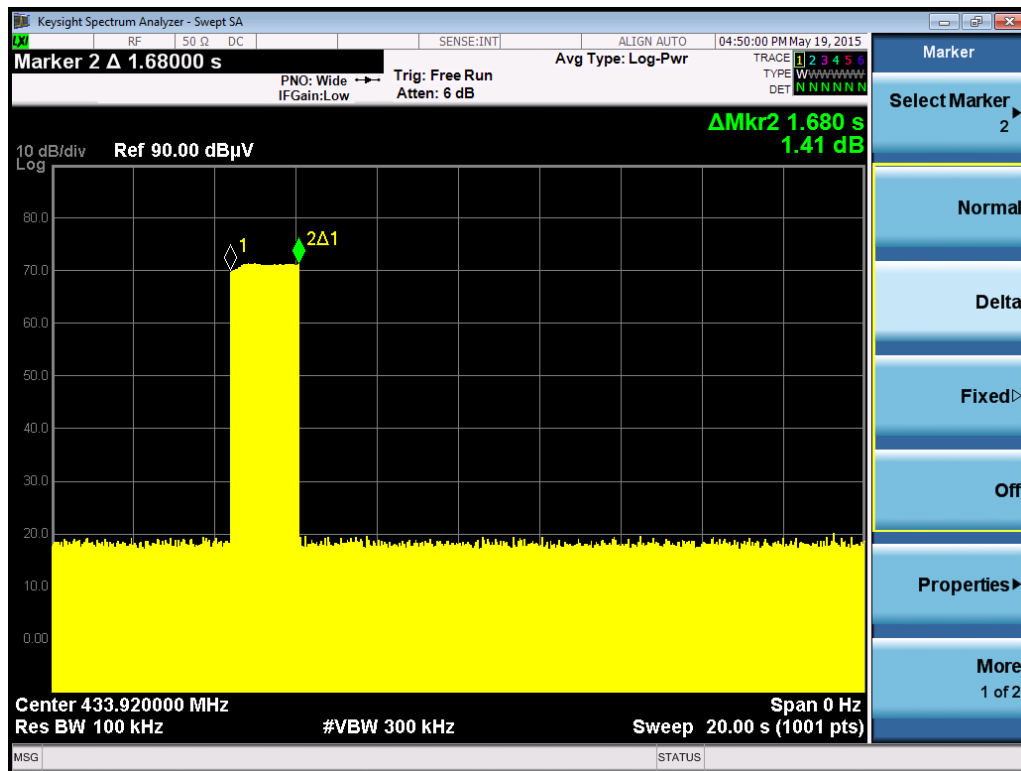 Keysight Spectrum Analyzer - Swept SA
LXI RF 50 Ω DC SENSE:INT ALIGN AUTO 04:50:00 PM May 19, 2015
Marker 2 Δ 1.68000 s
PNO: Wide
IFGain:Low
Trig: Free Run
Atten: 6 dB
Avg Type: Log-Pwr
TRACE 1 2 3 4 5 6
TYPE WWWWWW
DET N N N N N N
ΔMkr2 1.680 s
1.41 dB
10 dB/div Ref 90.00 dBµV
Log
80.0
70.0
60.0
50.0
40.0
30.0
20.0
10.0
0.00
1
2Δ1
Center 433.920000 MHz Span 0 Hz
Res BW 100 kHz #VBW 300 kHz Sweep 20.00 s (1001 pts)
MSG STATUS
Marker
Select Marker
2
Normal
Delta
Fixed
Off
Properties
More
1 of 2